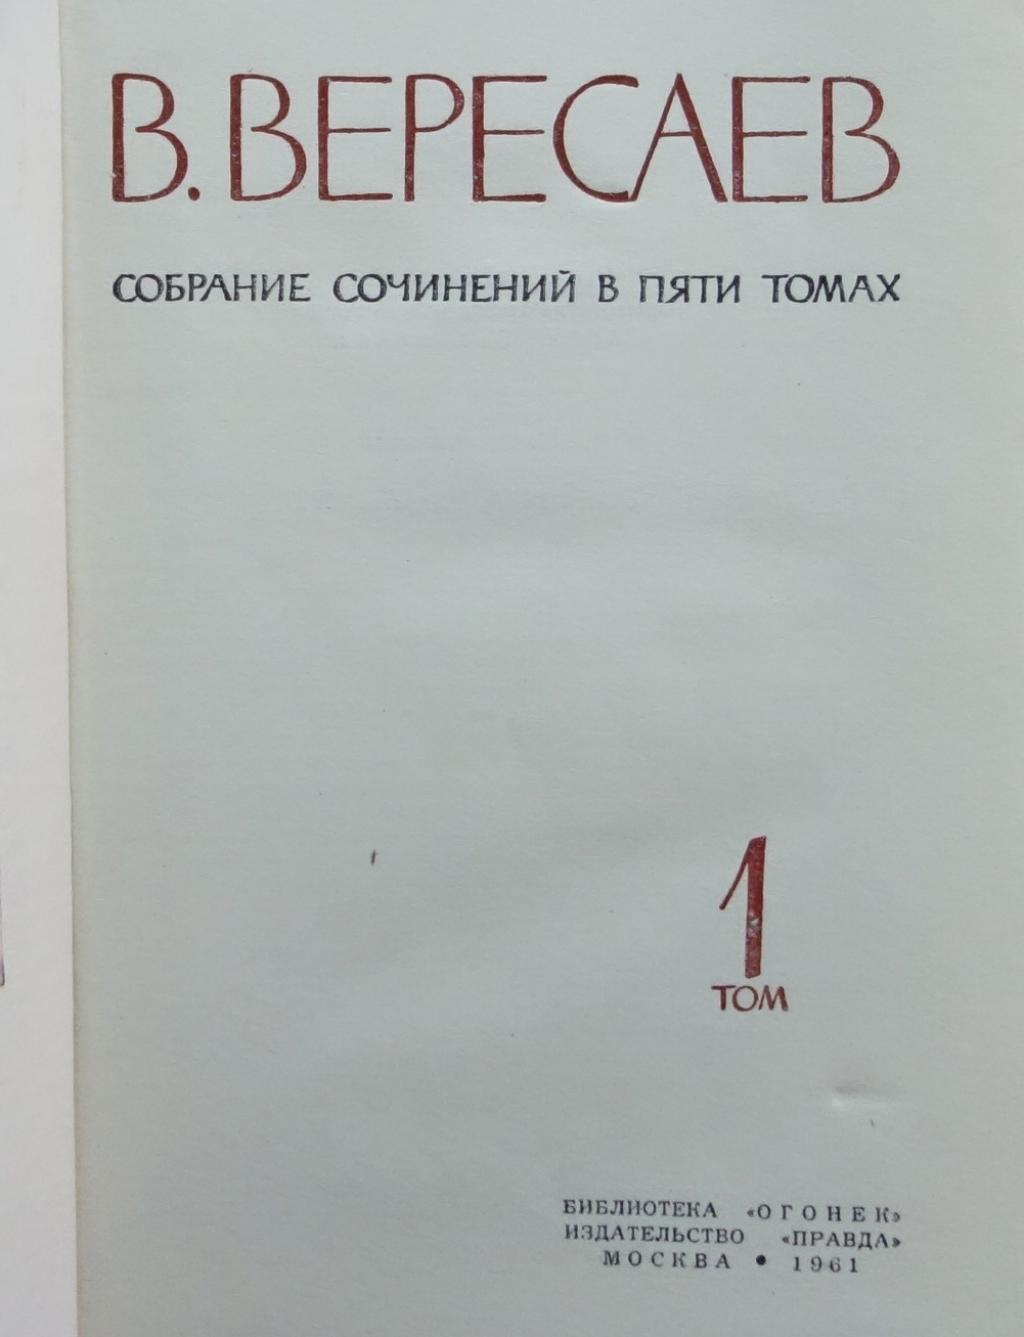 В. ВЕРЕСАЕВ
СОБРАНИЕ СОЧИНЕНИЙ В ПЯТИ ТОМАХ
1
ТОМ
БИБЛИОТЕКА «ОГОНЕК»
ИЗДАТЕЛЬСТВО «ПРАВДА»
МОСКВА • 1961